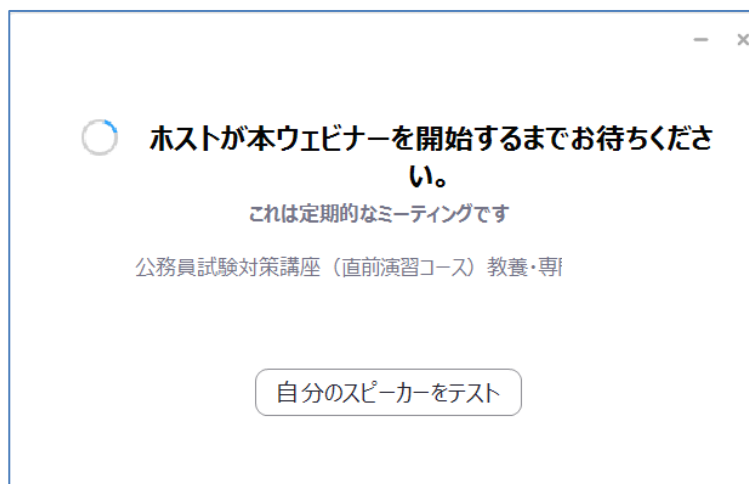 ホストが本ウェビナーを開始するまでお待ちくださ
い。
これは定期的なミーティングです
公務員試験対策講座（直前演習コース）教養・専
自分のスピーカーをテスト